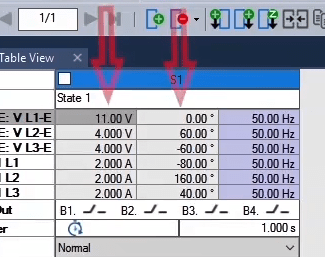 1/1
Table View
S1
State 1
E: V L1-E 11.00 V 0.00 ° 50.00 Hz
E: V L2-E 4.000 V 60.00 ° 50.00 Hz
E: V L3-E 4.000 V -60.00 ° 50.00 Hz
L1 2.000 A -80.00 ° 50.00 Hz
L2 2.000 A 160.00 ° 50.00 Hz
L3 2.000 A 40.00 ° 50.00 Hz
Out B1. B2. B3. B4.
er 1.000 s
Normal